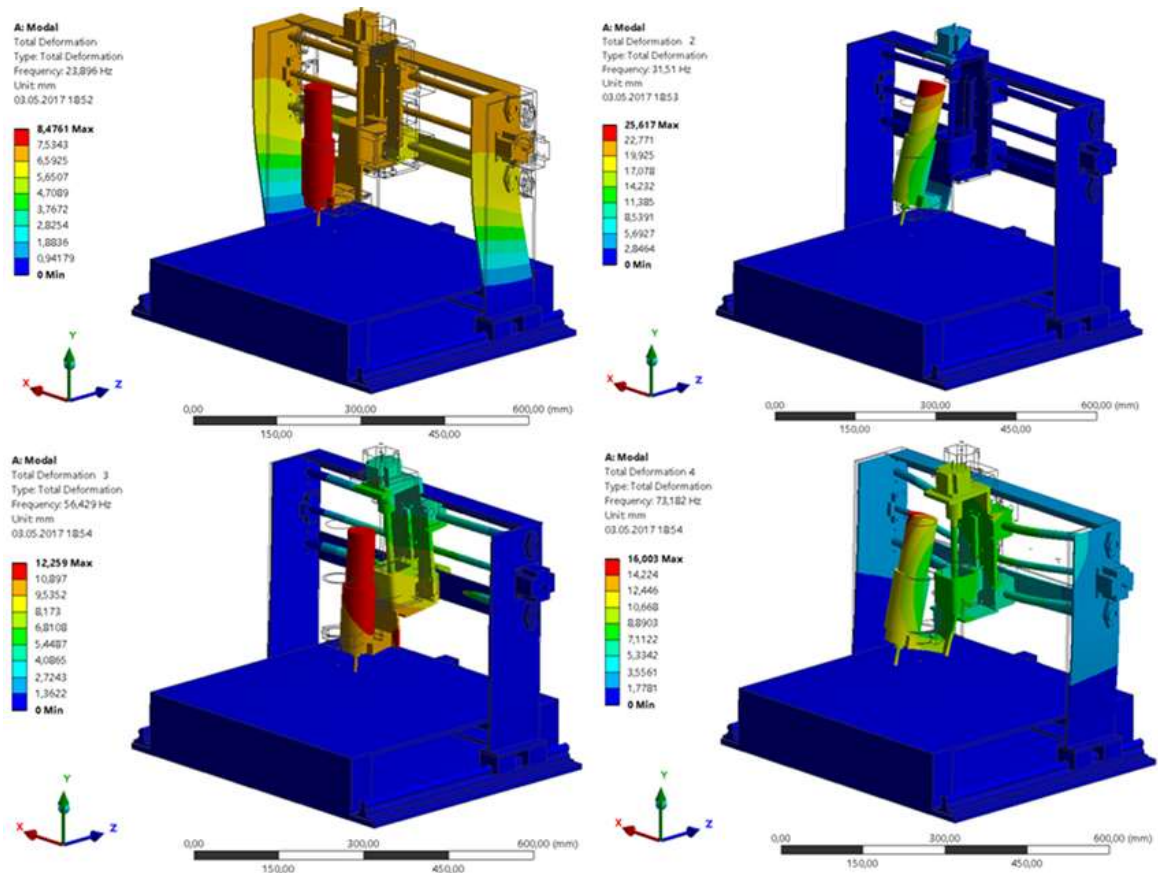 A: Modal
Total Deformation
Type: Total Deformation
Frequency: 23,896 Hz
Unit: mm
03.05.2017 1852
8,4761 Max
7,5343
6,5925
5,6507
4,7089
3,7672
2,8254
1,8836
0,94179
0 Min
Y
X
Z
0,00
300,00
600,00 (mm)
150,00
450,00
A: Modal
Total Deformation 2
Type: Total Deformation
Frequency: 31,51 Hz
Unit: mm
03.05.2017 1853
25,617 Max
22,771
19,925
17,078
14,232
11,385
8,5391
5,6927
2,8464
0 Min
Y
X
Z
0,00
300,00
600,00 (mm)
150,00
450,00
A: Modal
Total Deformation 3
Type: Total Deformation
Frequency: 56,429 Hz
Unit: mm
03.05.2017 1854
12,259 Max
10,897
9,5352
8,173
6,8108
5,4487
4,0865
2,7243
1,3622
0 Min
Y
X
Z
0,00
300,00
600,00 (mm)
150,00
450,00
A: Modal
Total Deformation 4
Type: Total Deformation
Frequency: 73,182 Hz
Unit: mm
03.05.2017 1854
16,003 Max
14,224
12,446
10,668
8,8903
7,1122
5,3342
3,5561
1,7781
0 Min
Y
X
Z
0,00
300,00
600,00 (mm)
150,00
450,00